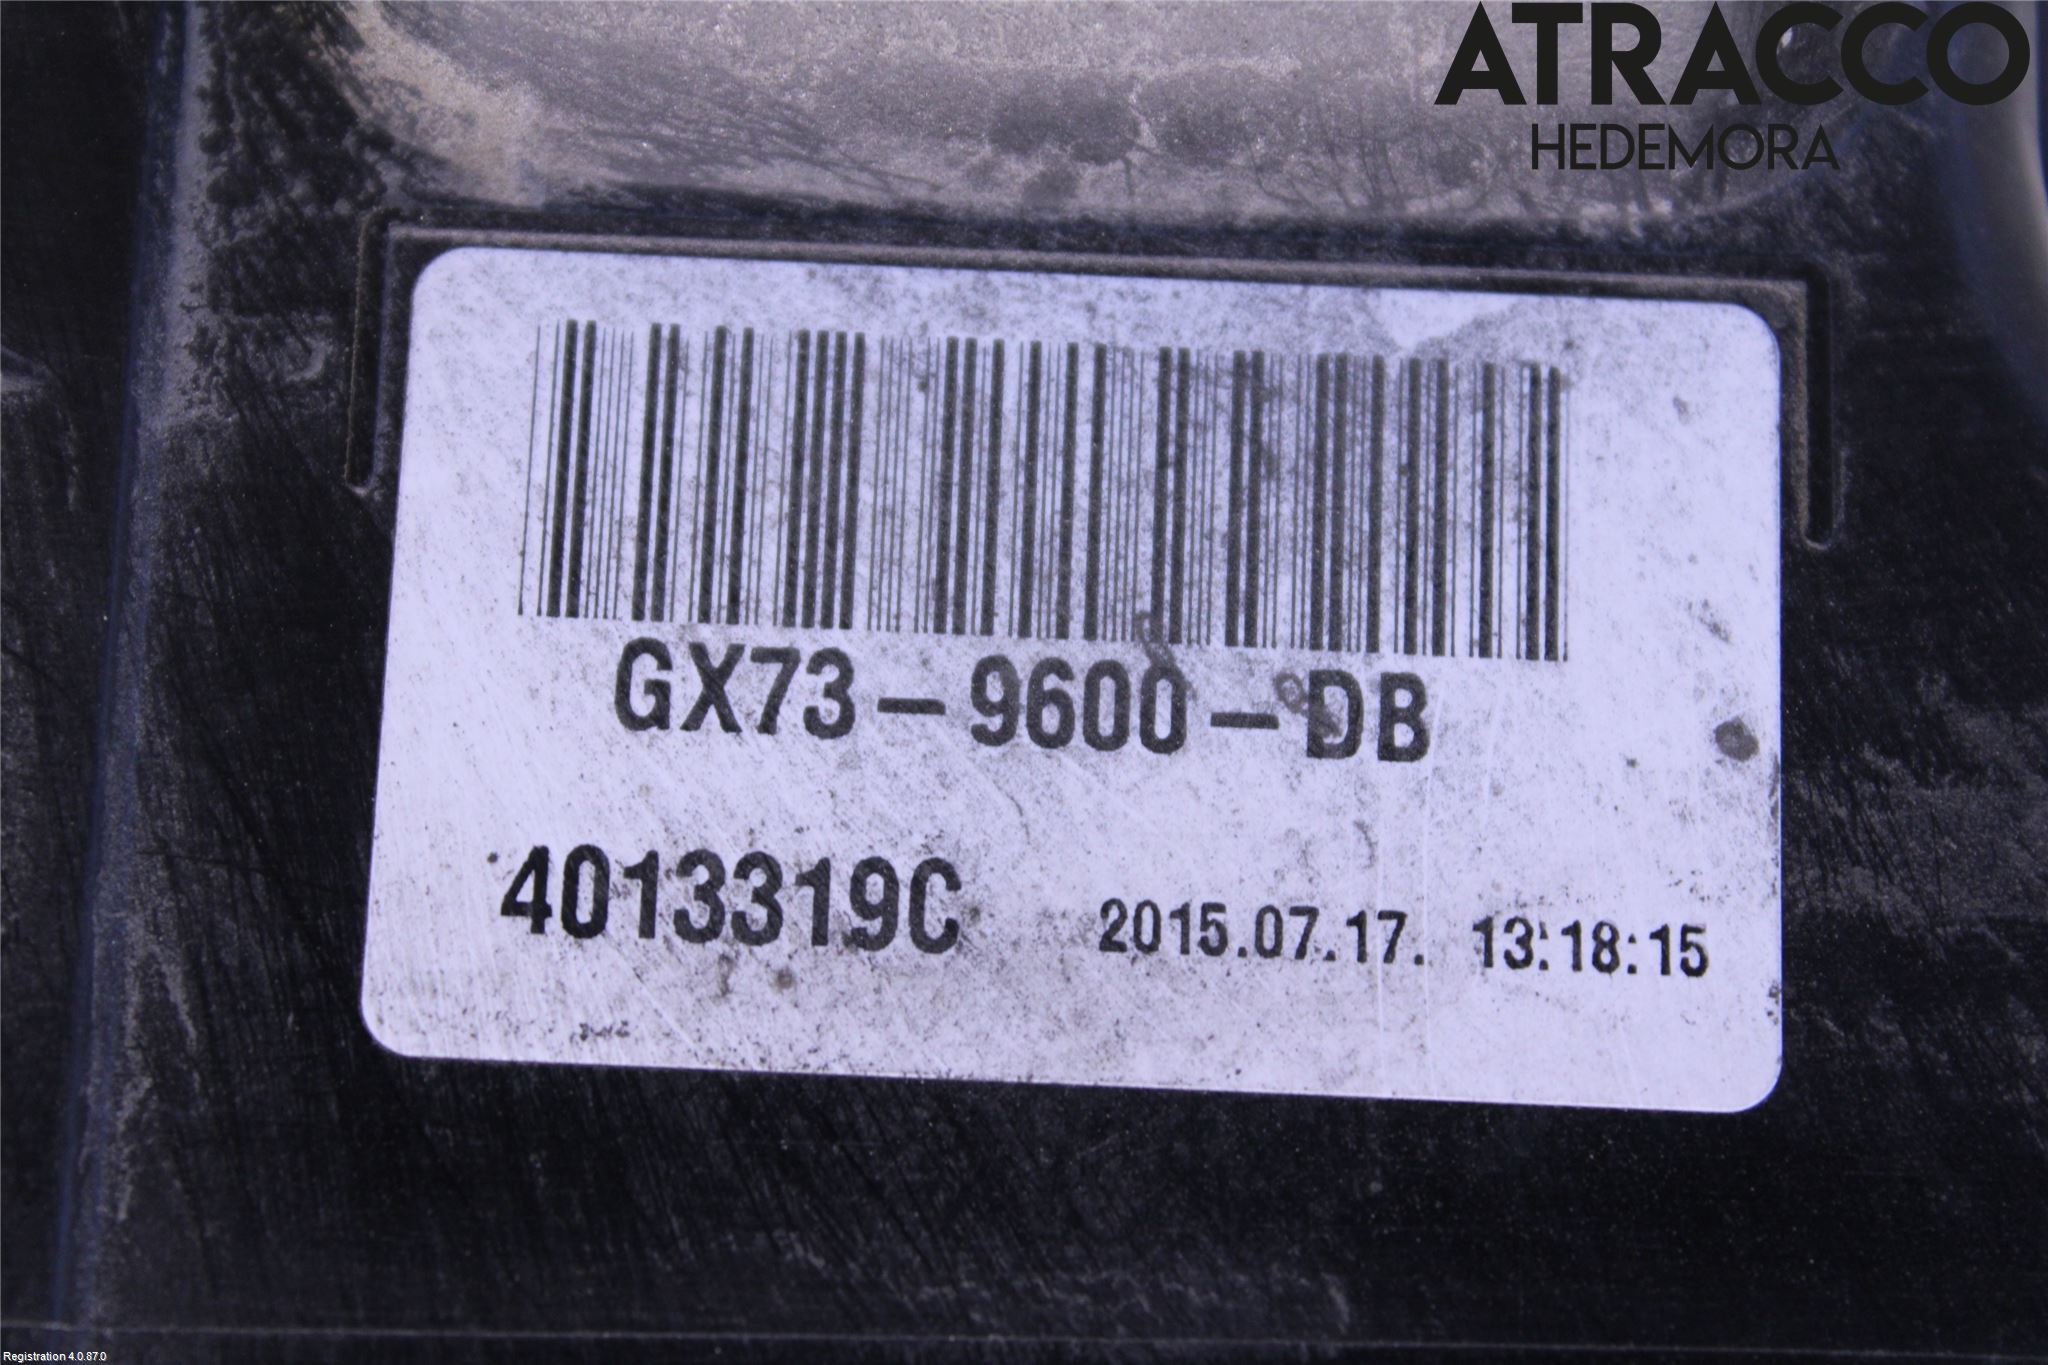 ATRACCO
HEDEMORA
GX73-9600-DB
4013319C 2015.07.17. 13:18:15
Registration 4.0.87.0